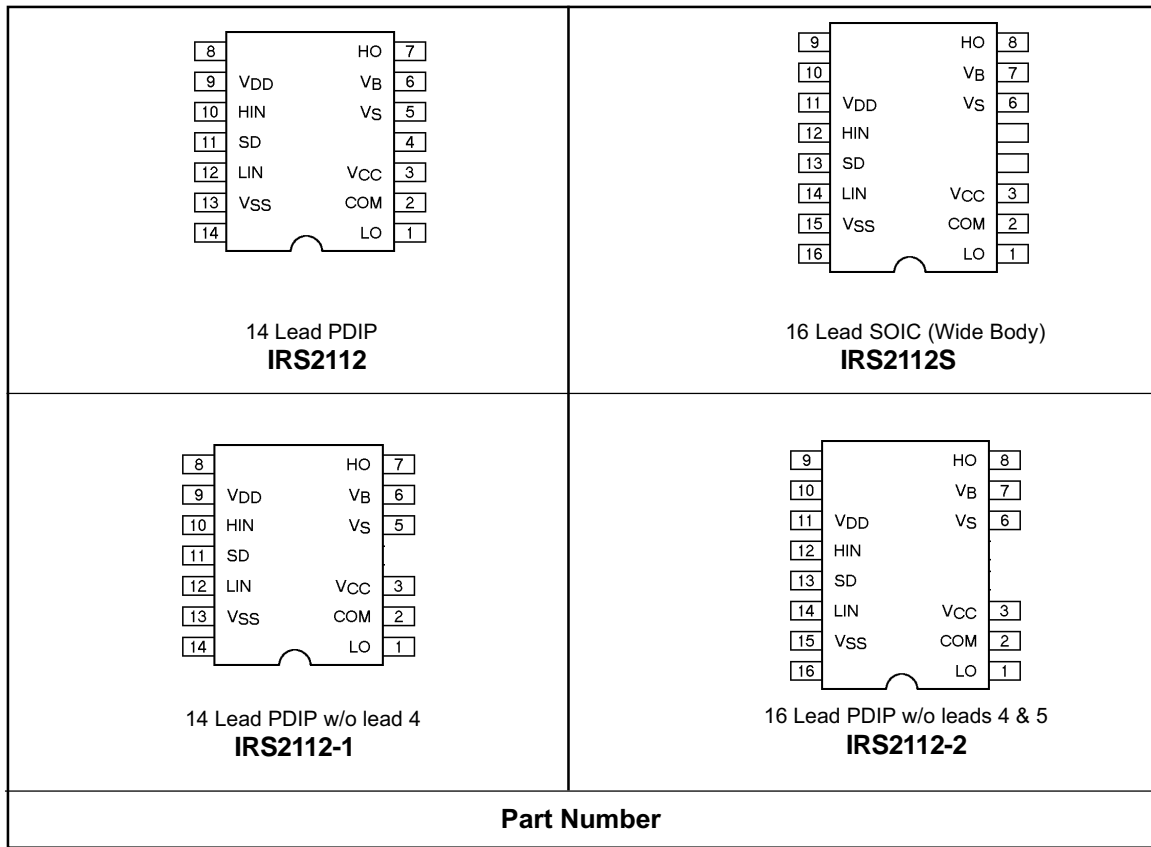 8 HO 7
9 VDD VB 6
10 HIN VS 5
11 SD 4
12 LIN VCC 3
13 VSS COM 2
14 LO 1
14 Lead PDIP
IRS2112
9 HO 8
10 VB 7
11 VDD VS 6
12 HIN
13 SD
14 LIN VCC 3
15 VSS COM 2
16 LO 1
16 Lead SOIC (Wide Body)
IRS2112S
8 HO 7
9 VDD VB 6
10 HIN VS 5
11 SD
12 LIN VCC 3
13 VSS COM 2
14 LO 1
14 Lead PDIP w/o lead 4
IRS2112-1
9 HO 8
10 VB 7
11 VDD VS 6
12 HIN
13 SD
14 LIN VCC 3
15 VSS COM 2
16 LO 1
16 Lead PDIP w/o leads 4 & 5
IRS2112-2
Part Number